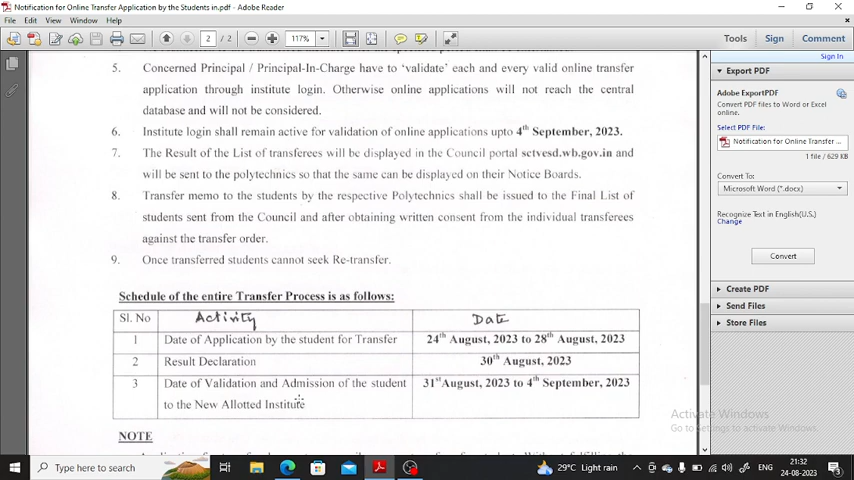 Notification for Online Transfer Application by the Students in.pdf - Adobe Reader
File Edit View Window Help
2 / 2 117% Tools Sign Comment
Sign In
5. Concerned Principal / Principal-In-Charge have to 'validate' each and every valid online transfer
application through institute login. Otherwise online applications will not reach the central
database and will not be considered.
6. Institute login shall remain active for validation of online applications upto 4th September, 2023.
7. The Result of the List of transferees will be displayed in the Council portal sctvesd.wb.gov.in and
will be sent to the polytechnics so that the same can be displayed on their Notice Boards.
8. Transfer memo to the students by the respective Polytechnics shall be issued to the Final List of
students sent from the Council and after obtaining written consent from the individual transferees
against the transfer order.
9. Once transferred students cannot seek Re-transfer.
Schedule of the entire Transfer Process is as follows:
Sl. No Activity Date
1 Date of Application by the student for Transfer 24th August, 2023 to 28th August, 2023
2 Result Declaration 30th August, 2023
3 Date of Validation and Admission of the student 31st August, 2023 to 4th September, 2023
to the New Allotted Institute
NOTE
Export PDF
Adobe ExportPDF
Convert PDF files to Word or Excel
online.
Select PDF File:
Notification for Online Transfer ...
1 file / 629 KB
Convert To:
Microsoft Word (*.docx)
Recognize Text in English(U.S.)
Change
Convert
Create PDF
Send Files
Store Files
Activate Windows
Go to Settings to activate Windows.
Type here to search
29°C Light rain
ENG
21:32
24-08-2023
3